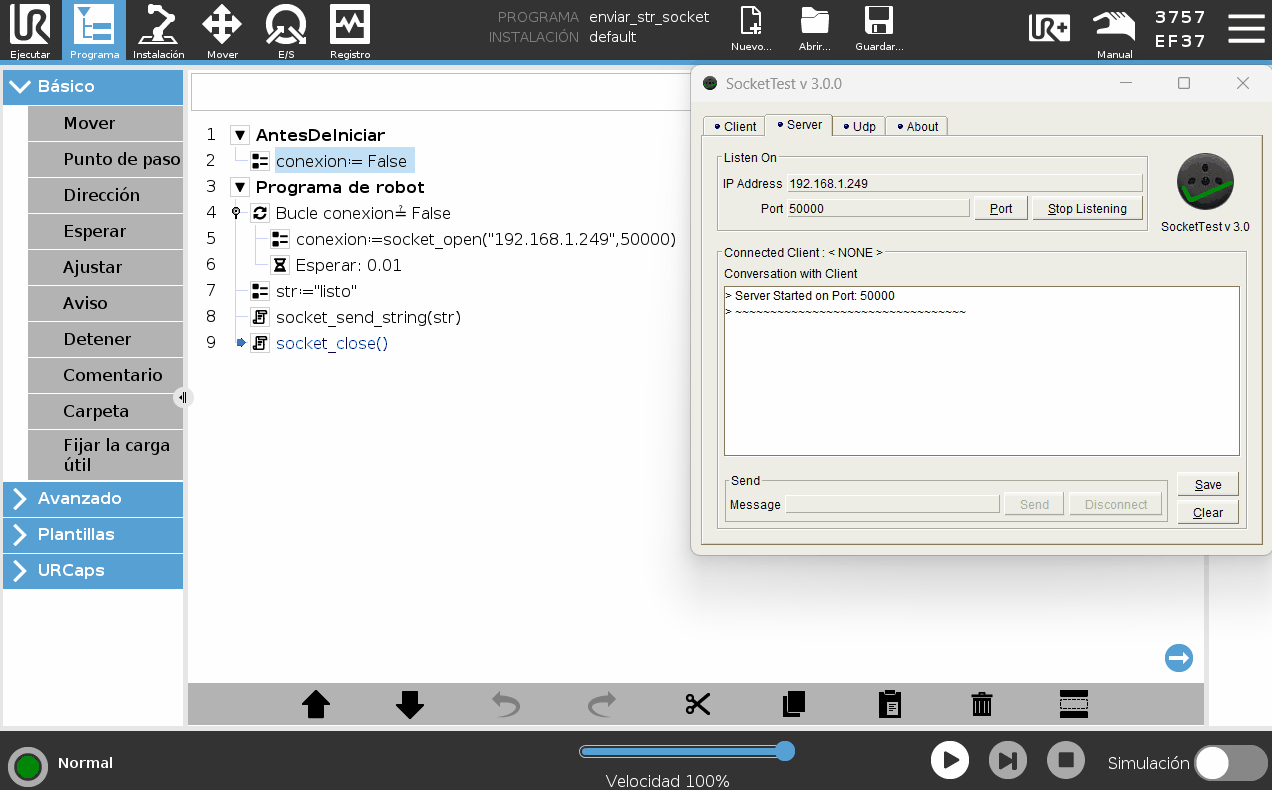 UR
PROGRAMA enviar_str_socket
INSTALACIÓN default
UR+
3757
EF37
Ejecutar Programa Instalación Mover E/S Registro Nuevo... Abrir... Guardar... Manual
Básico
Mover
Punto de paso
Dirección
Esperar
Ajustar
Aviso
Detener
Comentario
Carpeta
Fijar la carga
útil
Avanzado
Plantillas
URCaps
1 AntesDeIniciar
2 conexion:= False
3 Programa de robot
4 Bucle conexion≟ False
5 conexion:=socket_open("192.168.1.249",50000)
6 Esperar: 0.01
7 str:="listo"
8 socket_send_string(str)
9 socket_close()
SocketTest v 3.0.0
Client Server Udp About
Listen On
IP Address 192.168.1.249
Port 50000 Port Stop Listening
SocketTest v 3.0
Connected Client : < NONE >
Conversation with Client
> Server Started on Port: 50000
> ~~~~~~~~~~~~~~~~~~~~~~~~~~~~~~~~~
Send
Message Send Disconnect
Save
Clear
Normal
Velocidad 100%
Simulación